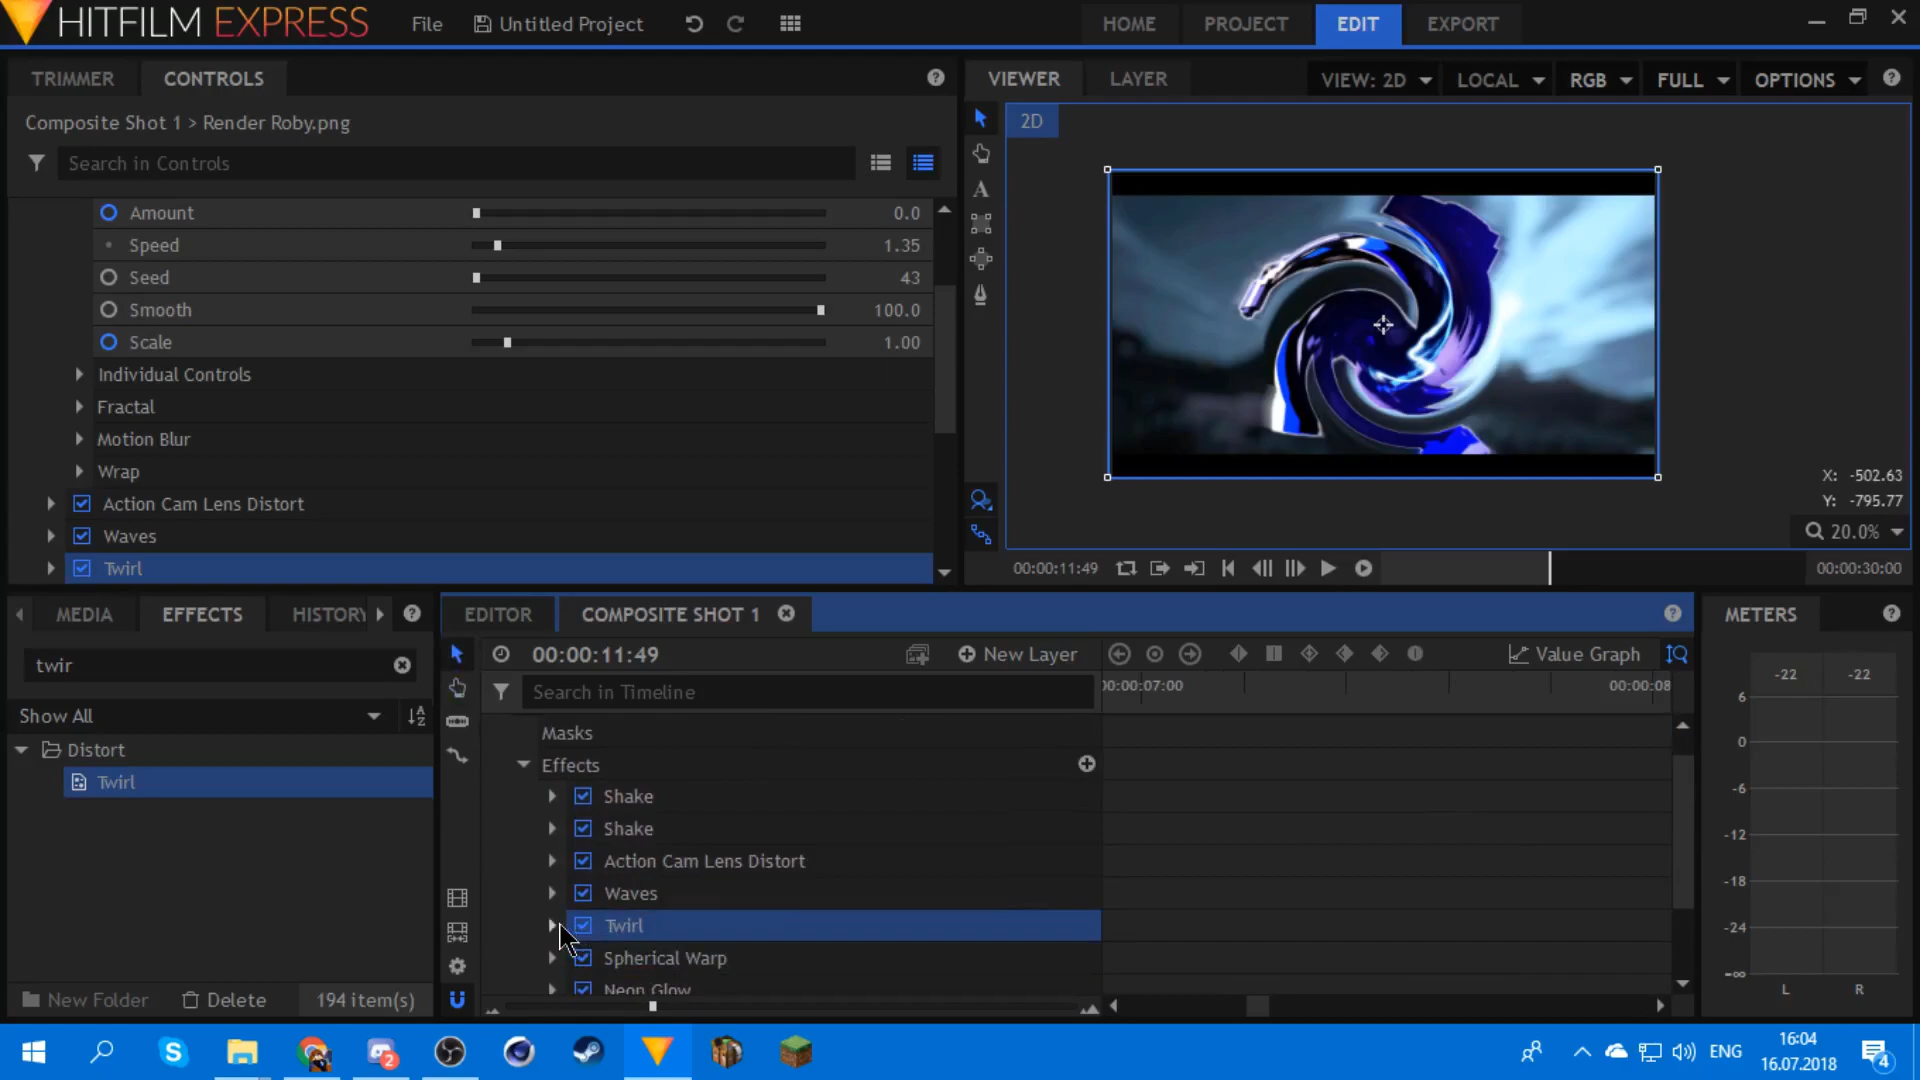 HITFILM EXPRESS
File
Untitled Project
HOME
PROJECT
EDIT
EXPORT
TRIMMER
CONTROLS
Composite Shot 1 > Render Roby.png
Search in Controls
Amount 0.0
Speed 1.35
Seed 43
Smooth 100.0
Scale 1.00
Individual Controls
Fractal
Motion Blur
Wrap
Action Cam Lens Distort
Waves
Twirl
VIEWER
LAYER
VIEW: 2D
LOCAL
RGB
FULL
OPTIONS
2D
X: -502.63
Y: -795.77
20.0%
00:00:11:49
00:00:30:00
MEDIA
EFFECTS
HISTORY
twir
Show All
Distort
Twirl
New Folder
Delete
194 item(s)
EDITOR
COMPOSITE SHOT 1
00:00:11:49
New Layer
Value Graph
Search in Timeline
00:00:07:00
00:00:08
Masks
Effects
Shake
Shake
Action Cam Lens Distort
Waves
Twirl
Spherical Warp
Neon Glow
METERS
-22 -22
6
0
-6
-12
-18
-24
-∞
L R
ENG
16:04
16.07.2018
2
4